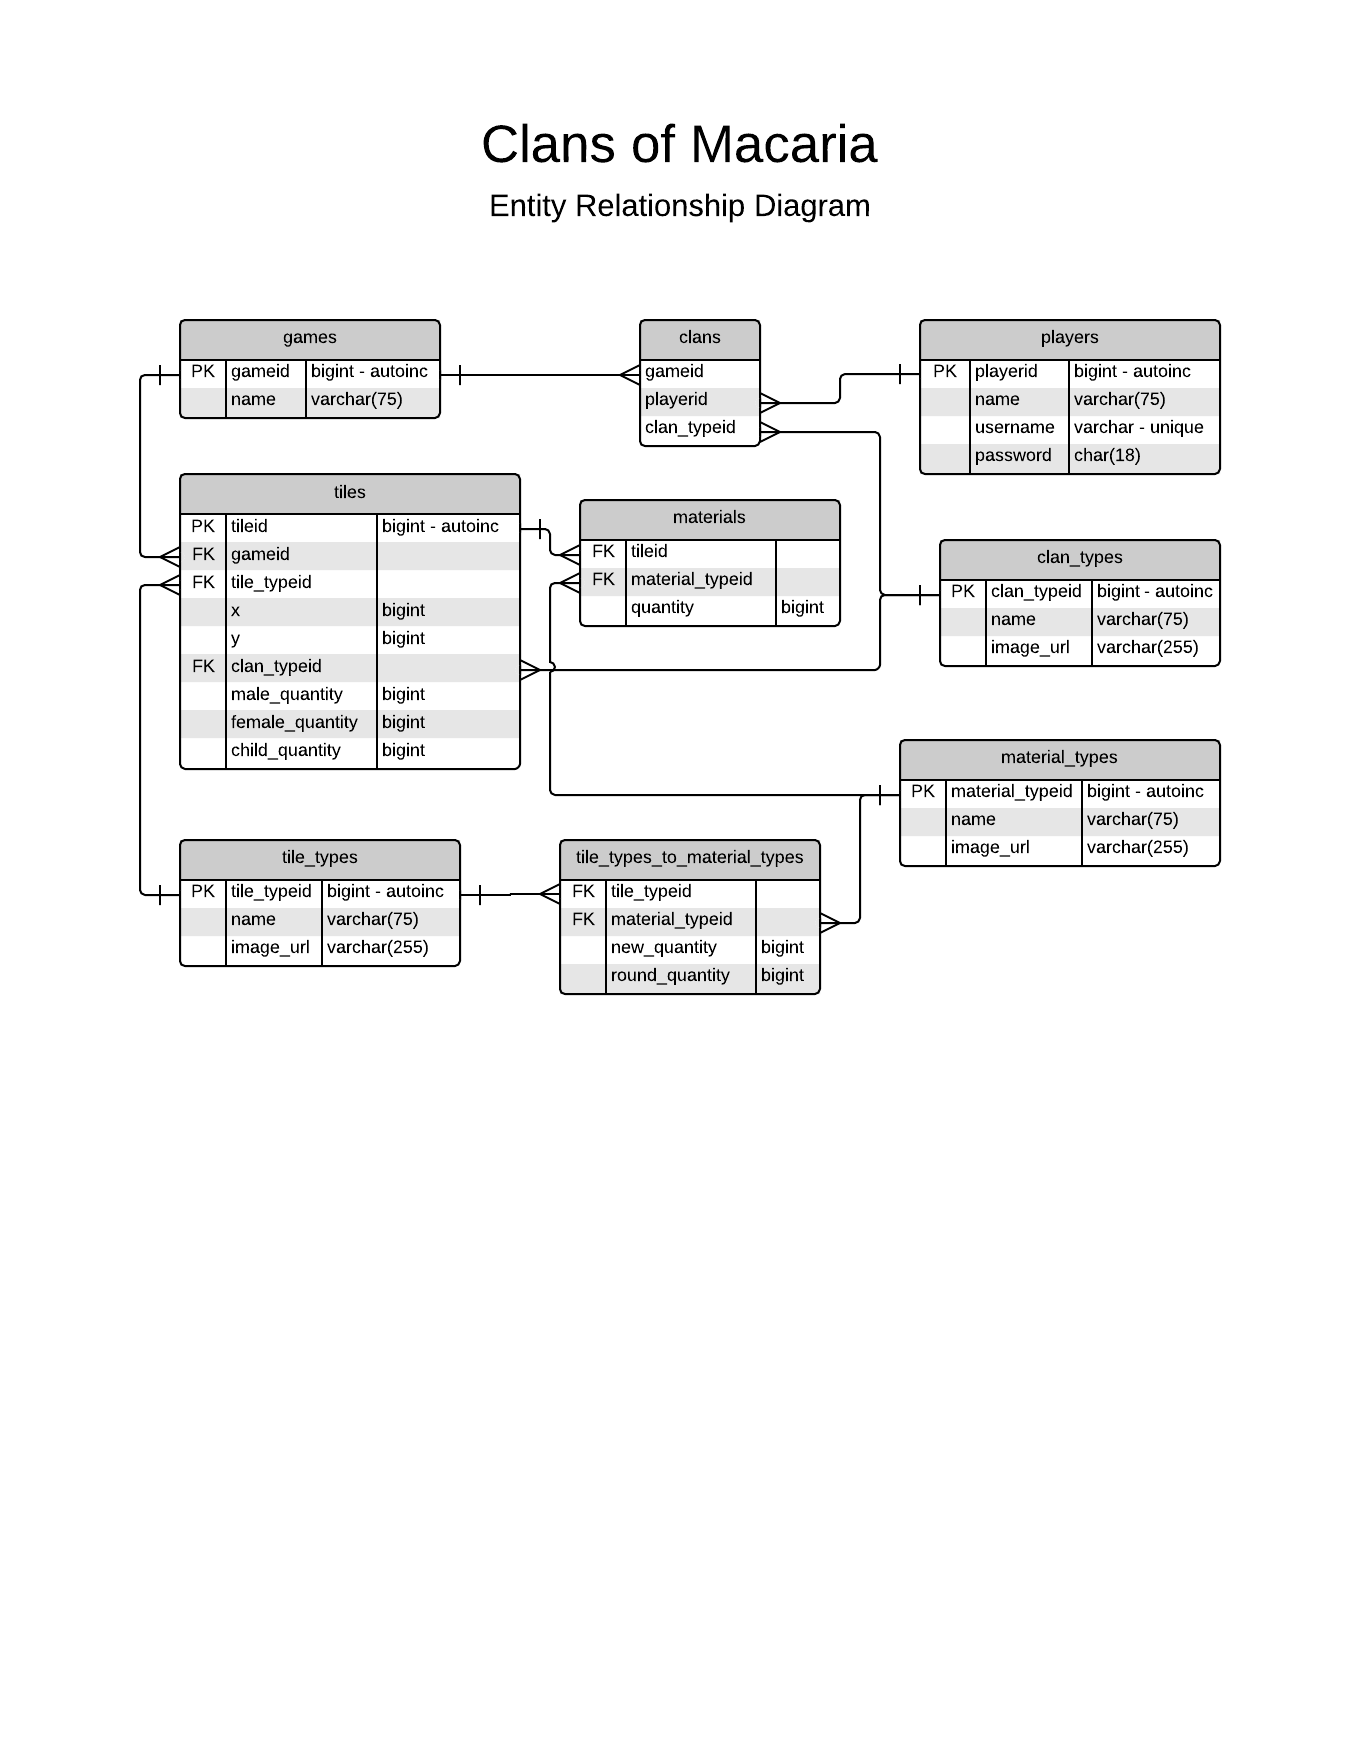 Clans of Macaria
Entity Relationship Diagram
games
PK gameid bigint - autoinc
name varchar(75)
clans
gameid
playerid
clan_typeid
players
PK playerid bigint - autoinc
name varchar(75)
username varchar - unique
password char(18)
tiles
PK tileid bigint - autoinc
FK gameid
FK tile_typeid
x bigint
y bigint
FK clan_typeid
male_quantity bigint
female_quantity bigint
child_quantity bigint
materials
FK tileid
FK material_typeid
quantity bigint
clan_types
PK clan_typeid bigint - autoinc
name varchar(75)
image_url varchar(255)
material_types
PK material_typeid bigint - autoinc
name varchar(75)
image_url varchar(255)
tile_types
PK tile_typeid bigint - autoinc
name varchar(75)
image_url varchar(255)
tile_types_to_material_types
FK tile_typeid
FK material_typeid
new_quantity bigint
round_quantity bigint